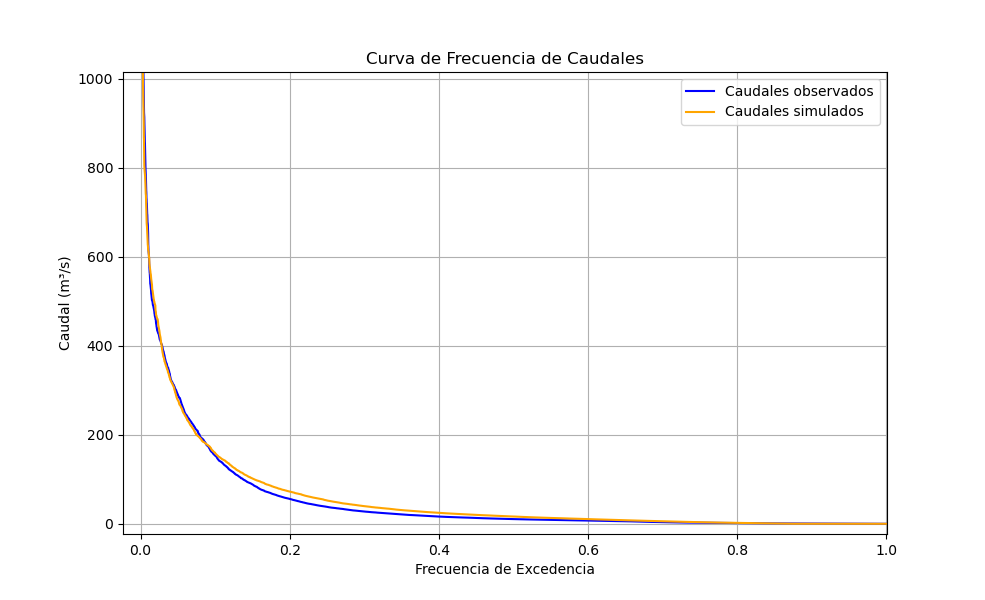 Curva de Frecuencia de Caudales
Caudales observados
Caudales simulados
Caudal (m³/s)
1000
800
600
400
200
0
0.0 0.2 0.4 0.6 0.8 1.0
Frecuencia de Excedencia